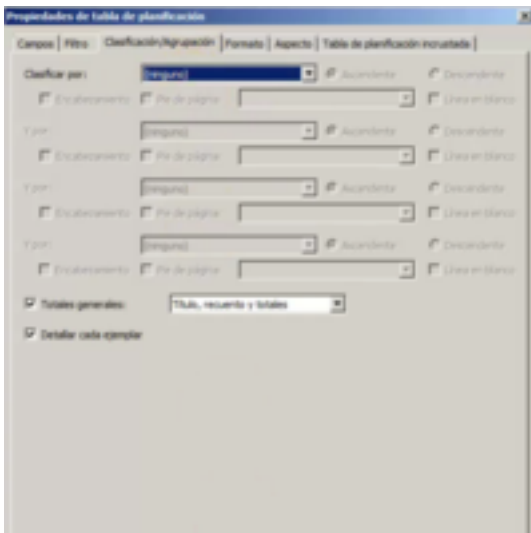 Propiedades de tabla de planificación
Campos Filtro Clasificación/Agrupación Formato Aspecto Tabla de planificación incrustada
Clasificar por: (ninguno) Ascendente Descendente
Encabezamiento Pie de página Línea en blanco
Y por: (ninguno) Ascendente Descendente
Encabezamiento Pie de página Línea en blanco
Y por: (ninguno) Ascendente Descendente
Encabezamiento Pie de página Línea en blanco
Y por: (ninguno) Ascendente Descendente
Encabezamiento Pie de página Línea en blanco
Totales generales: Título, recuento y totales
Detallar cada ejemplar